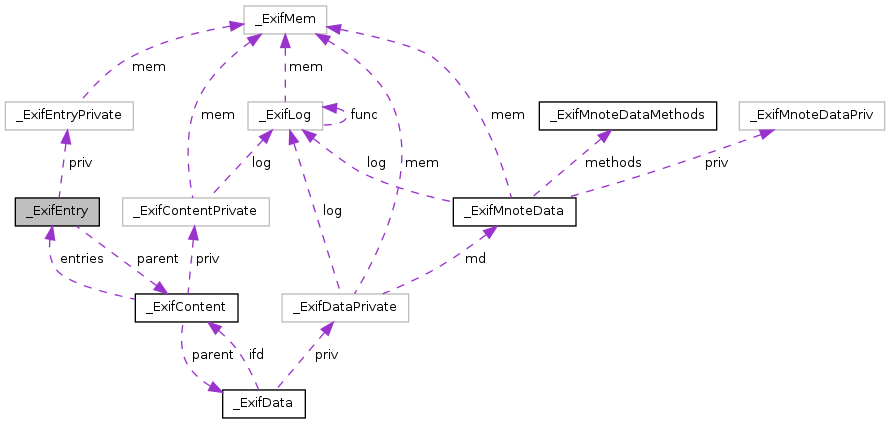 _ExifMem
mem
mem
_ExifEntryPrivate
mem
_ExifLog
func
mem
_ExifMnoteDataMethods
_ExifMnoteDataPriv
priv
log
log
mem
methods
priv
_ExifEntry
_ExifContentPrivate
log
_ExifMnoteData
entries
parent
priv
md
_ExifContent
_ExifDataPrivate
parent
ifd
priv
_ExifData